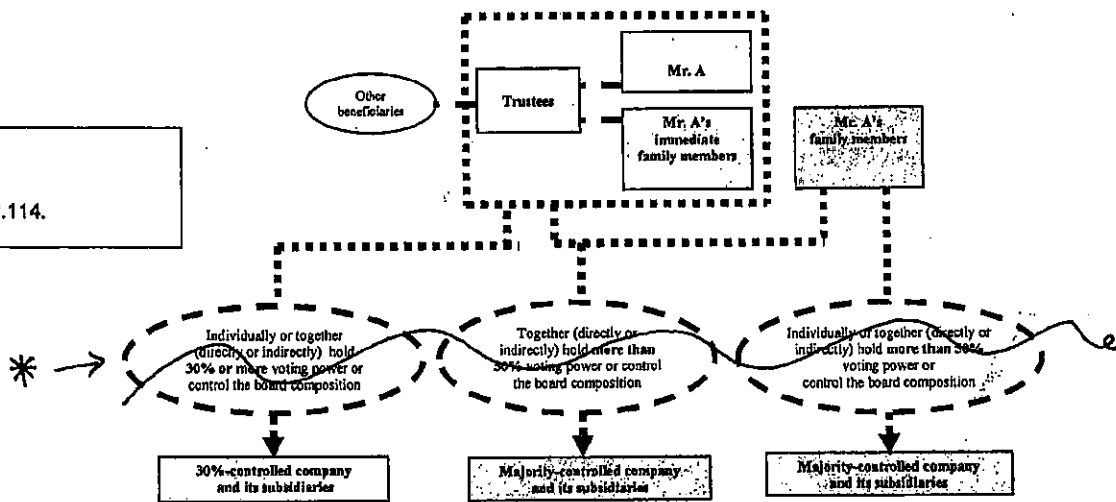 Other
beneficiaries
Trustees
Mr. A
Mr. A's
immediate
family members
Mr. A's
family members
.114.
Individually or together
(directly or indirectly) hold
30% or more voting power or
control the board composition
Together (directly or
indirectly) hold more than
50% voting power or control
the board composition
Individually or together (directly or
indirectly) hold more than 50%
voting power or
control the board composition
30%-controlled company
and its subsidiaries
Majority-controlled company
and its subsidiaries
Majority-controlled company
and its subsidiaries